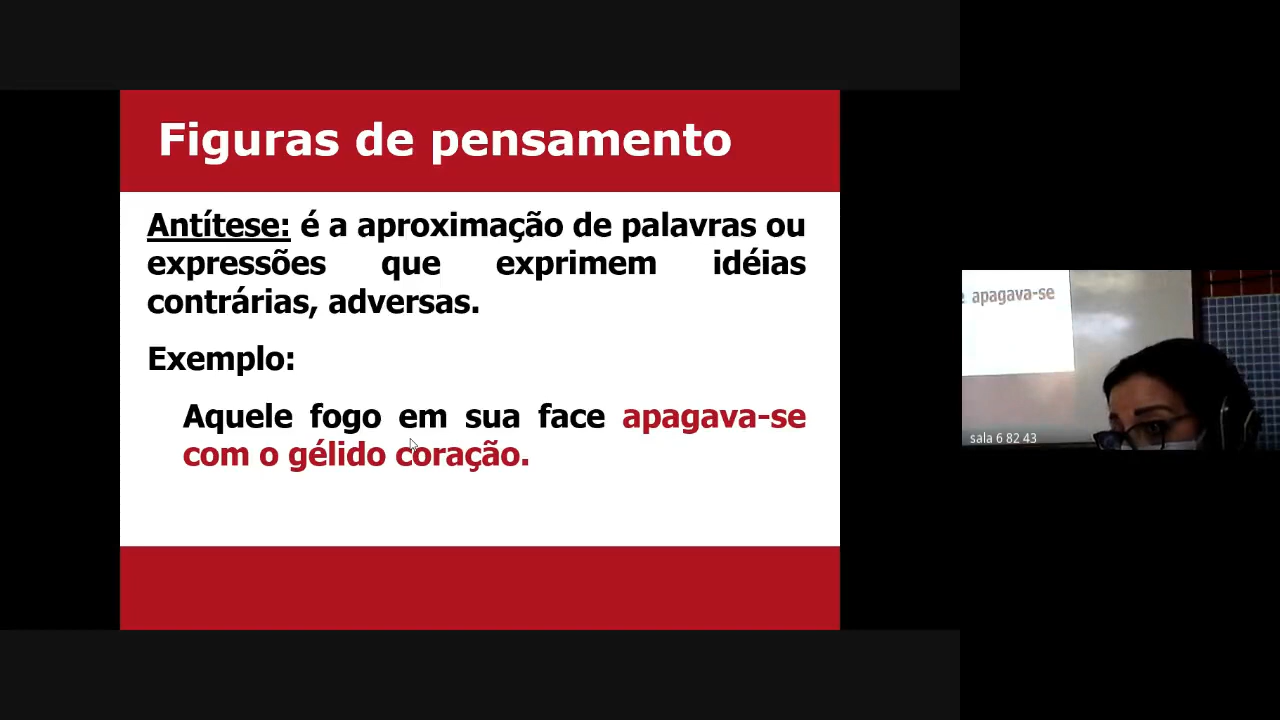 Figuras de pensamento
Antítese: é a aproximação de palavras ou
expressões que exprimem idéias
contrárias, adversas.
Exemplo:
Aquele fogo em sua face apagava-se
com o gélido coração.
apagava-se
sala 6 82 43